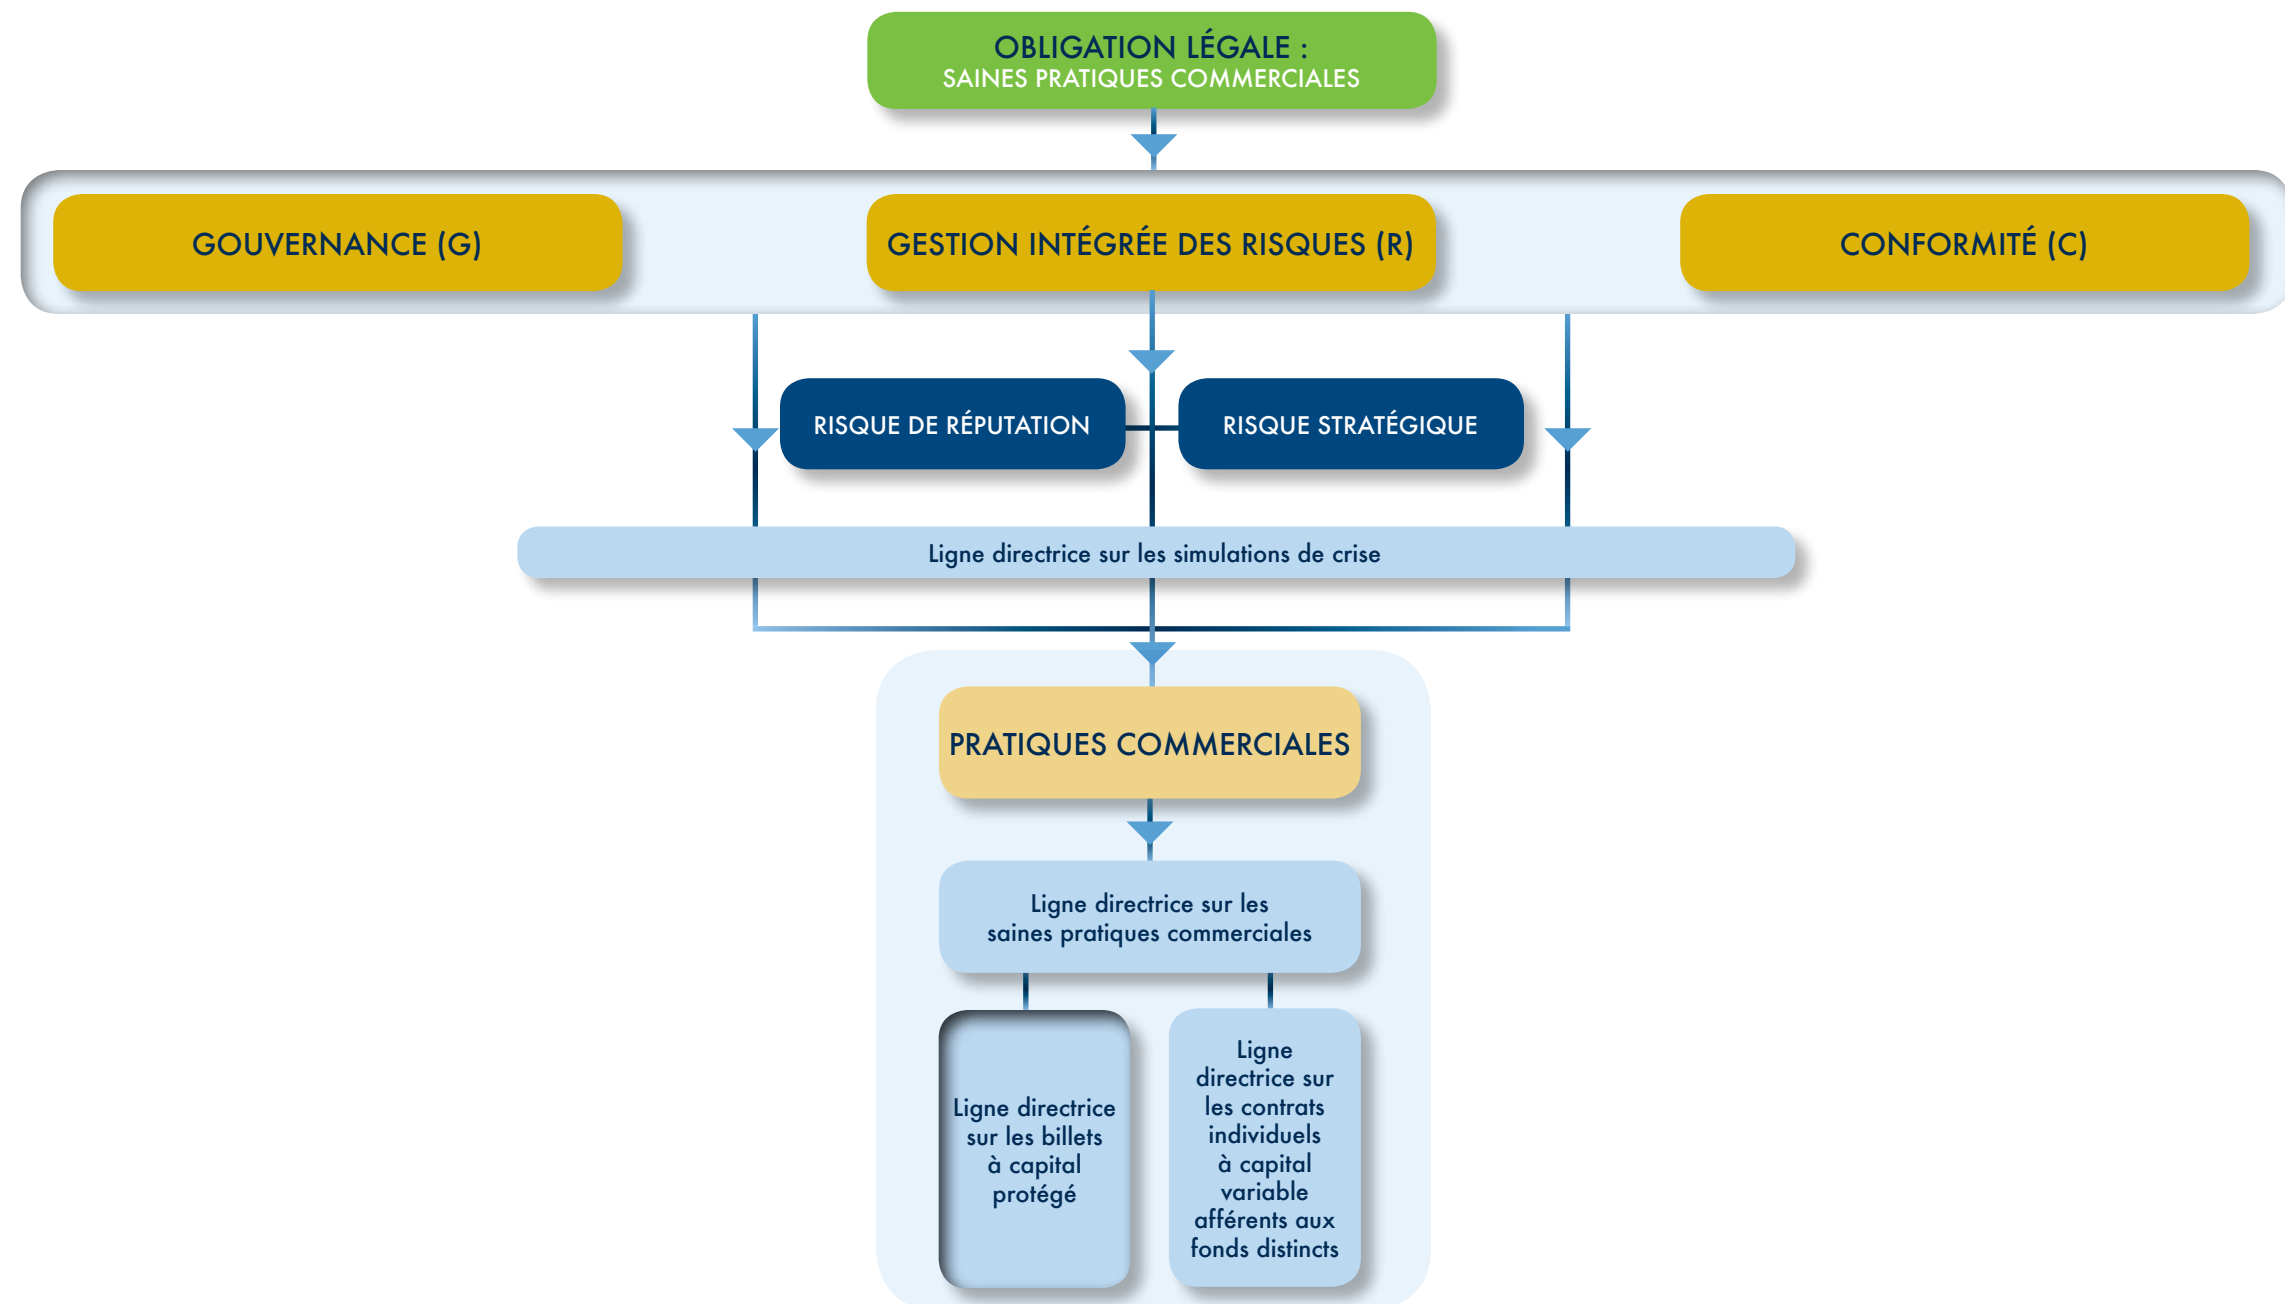 OBLIGATION LÉGALE :
SAINES PRATIQUES COMMERCIALES
GOUVERNANCE (G)
GESTION INTÉGRÉE DES RISQUES (R)
CONFORMITÉ (C)
RISQUE DE RÉPUTATION
RISQUE STRATÉGIQUE
Ligne directrice sur les simulations de crise
PRATIQUES COMMERCIALES
Ligne directrice sur les
saines pratiques commerciales
Ligne directrice
sur les billets
à capital
protégé
Ligne
directrice sur
les contrats
individuels
à capital
variable
afférents aux
fonds distincts